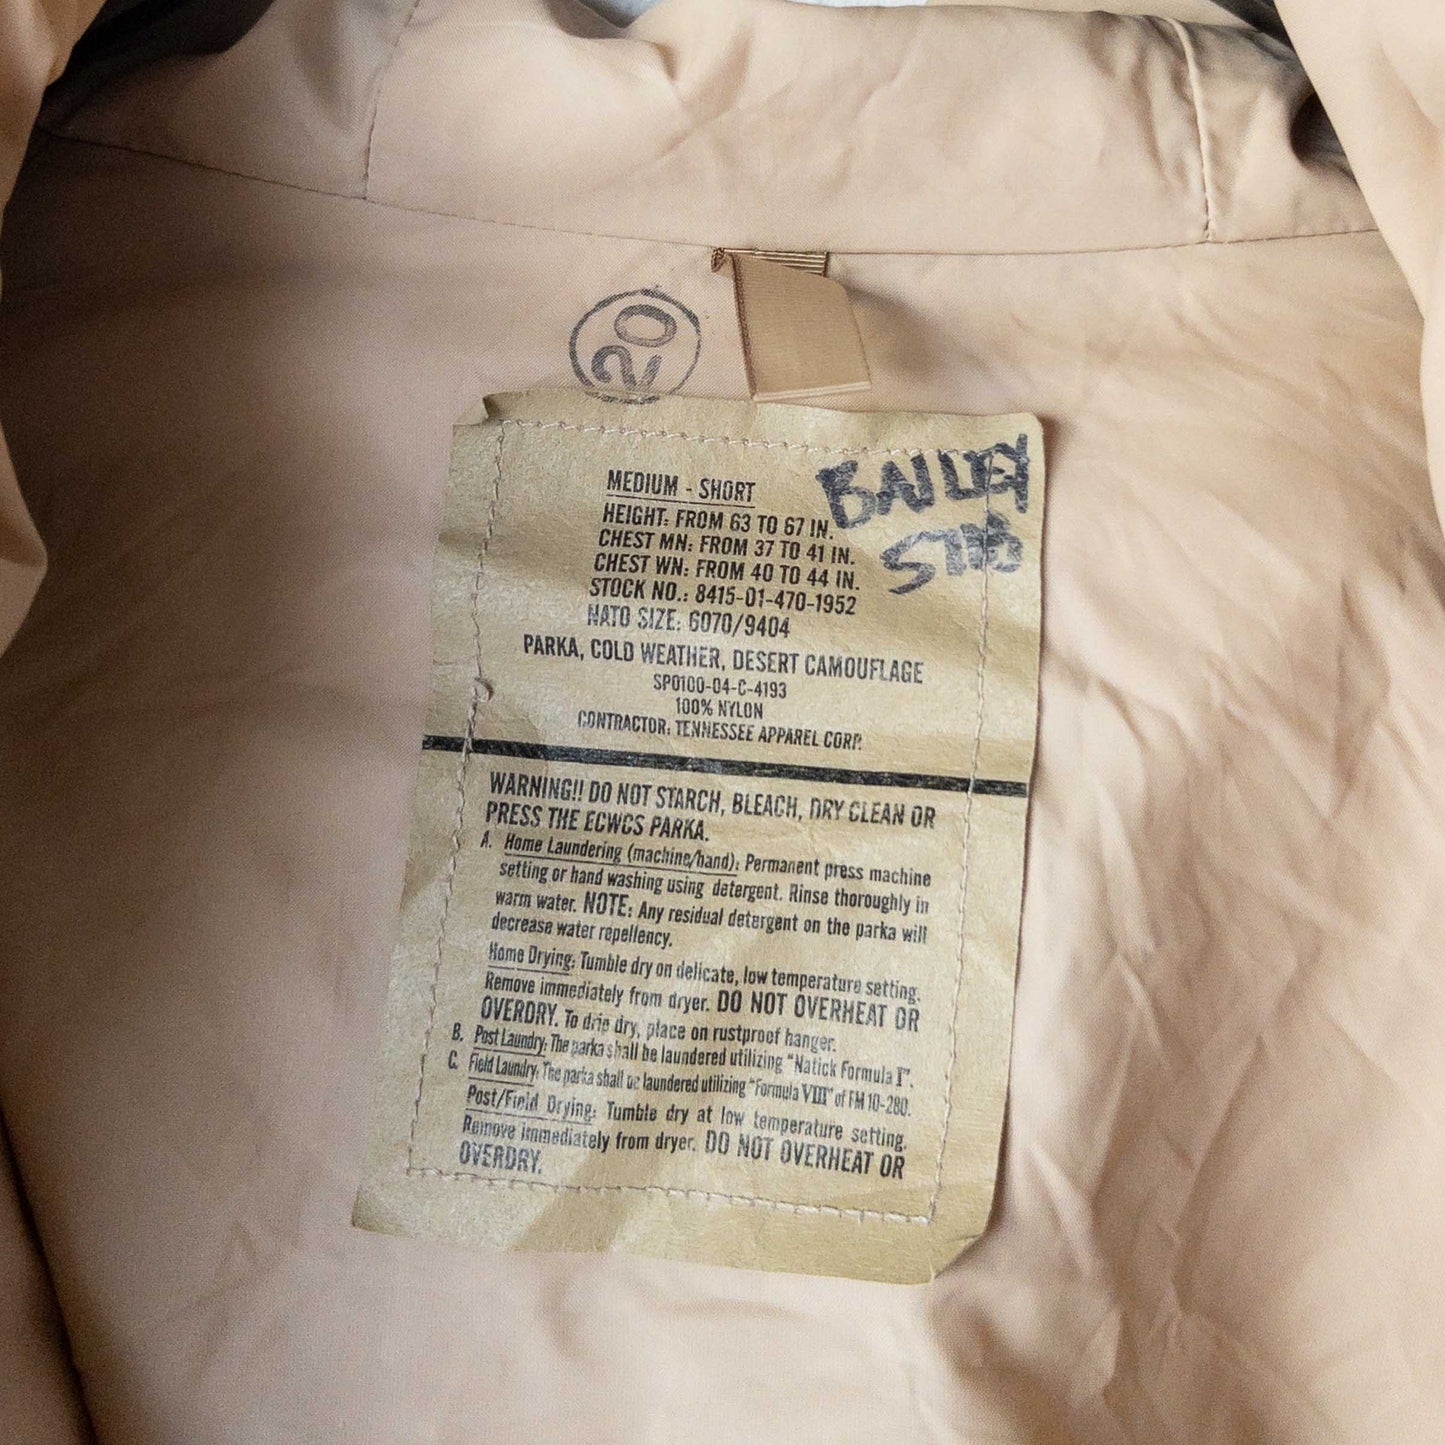 20
BAILEY
MEDIUM - SHORT
HEIGHT: FROM 63 TO 67 IN.
CHEST MN: FROM 37 TO 41 IN.
CHEST WN: FROM 40 TO 44 IN.
STOCK NO.: 8415-01-470-1952
NATO SIZE: 6070/9404
PARKA, COLD WEATHER, DESERT CAMOUFLAGE
SPO100-04-C-4193
100% NYLON
CONTRACTOR: TENNESSEE APPAREL CORP.
WARNING!! DO NOT STARCH, BLEACH, DRY CLEAN OR
PRESS THE ECWCS PARKA.
A. Home Laundering (machine/hand): Permanent press machine
setting or hand washing using detergent. Rinse thoroughly in
warm water. NOTE: Any residual detergent on the parka will
decrease water repellency.
Home Drying: Tumble dry on delicate, low temperature setting.
Remove immediately from dryer. DO NOT OVERHEAT OR
OVERDRY. To drip dry, place on rustproof hanger.
B. Post Laundry: The parka shall be laundered utilizing "Natick Formula I".
C. Field Laundry: The parka shall be laundered utilizing "Formula VIII" of FM 10-280.
Post/Field Drying: Tumble dry at low temperature setting.
Remove immediately from dryer. DO NOT OVERHEAT OR
OVERDRY.